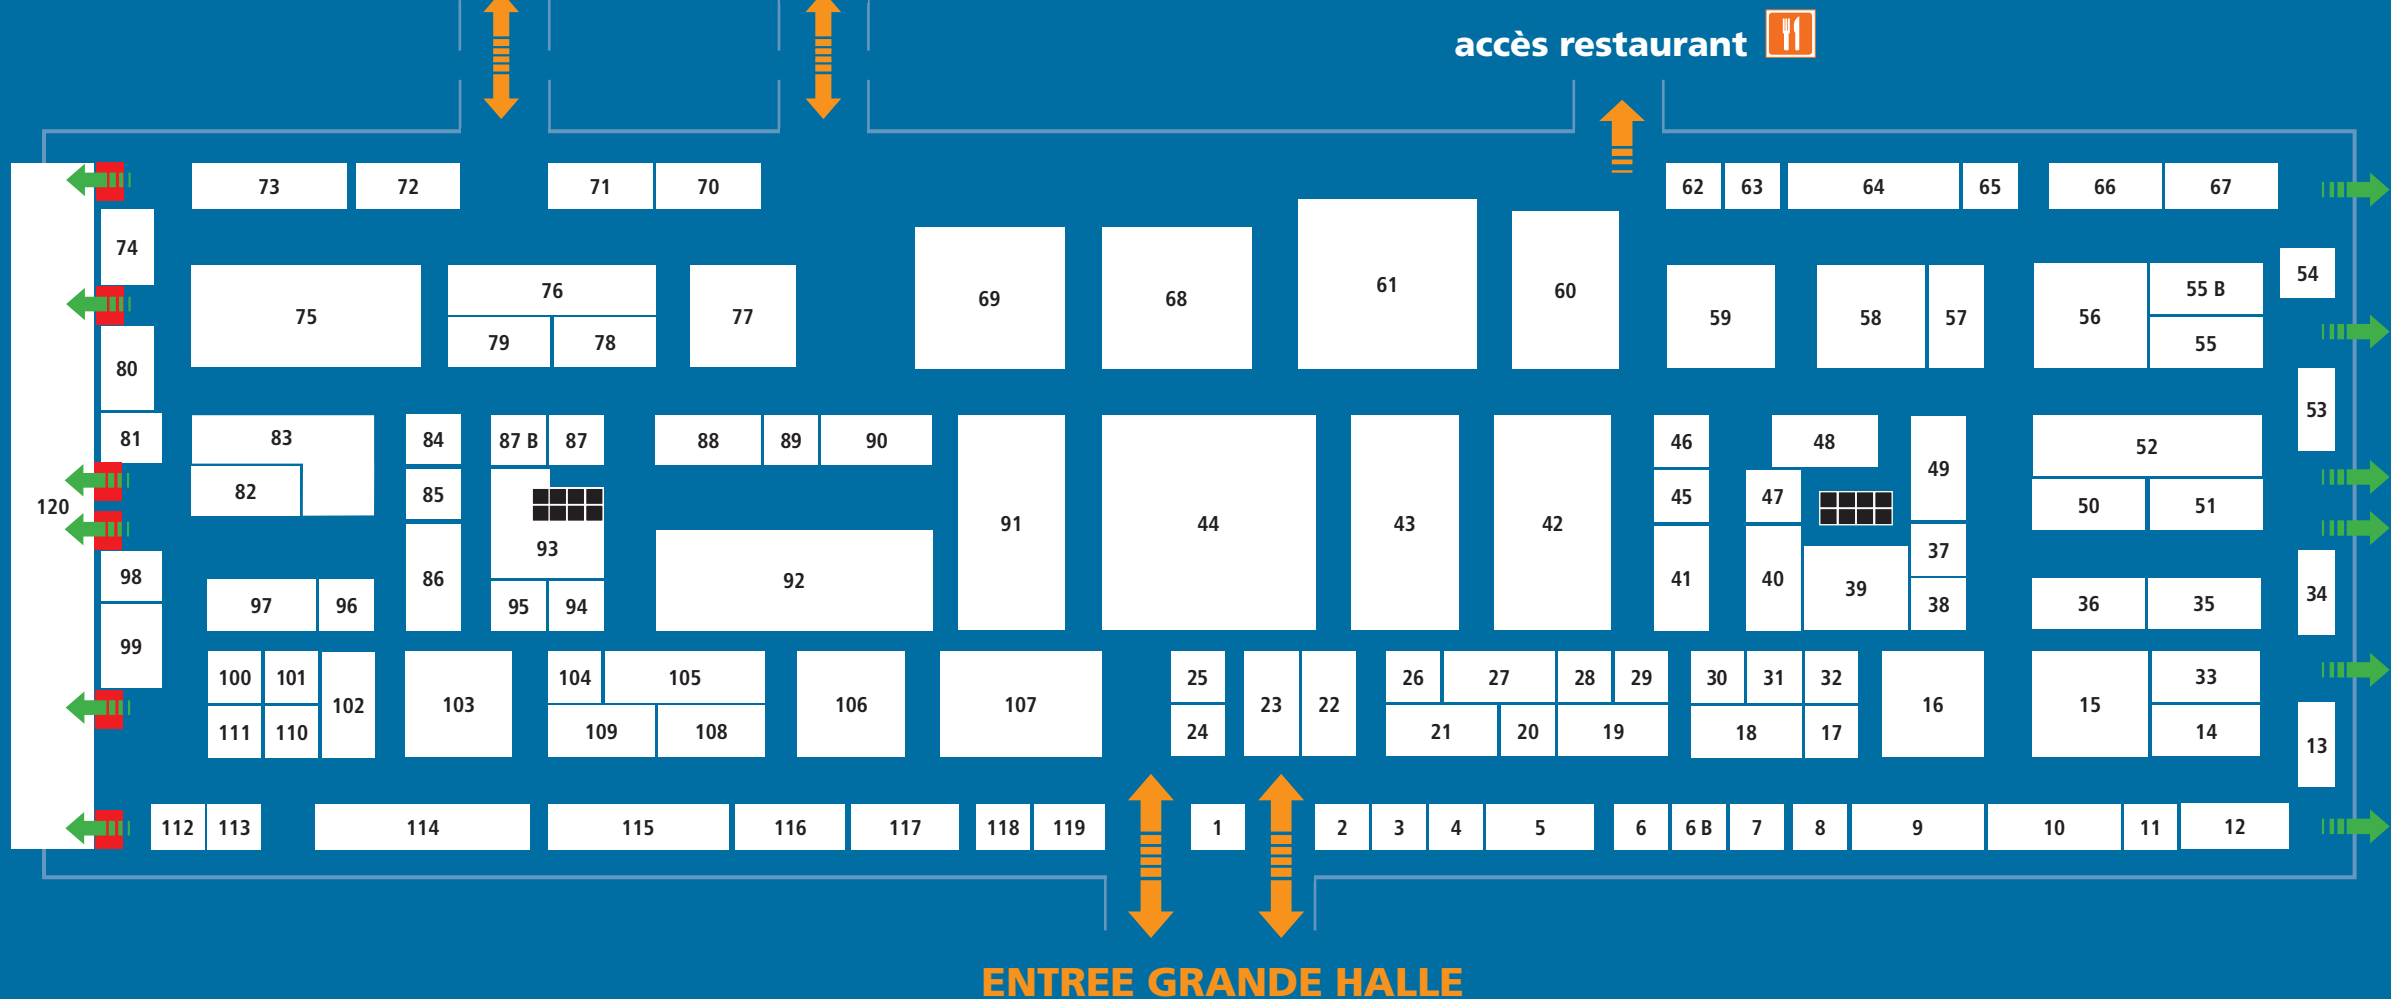 accès restaurant
73 72 71 70 62 63 64 65 66 67
74 54
75 76 77 69 68 61 60 59 58 57 56 55 B
79 78 55
80 53
81 83 84 87 B 87 88 89 90 46 48 49 52
82 85 45 47 50 51
120 91 44 43 42
93 37
98 86 92 41 40 39 34
97 96 95 94 38 36 35
99
100 101 104 105 25 26 27 28 29 30 31 32 33
102 103 106 107 23 22 16 15
111 110 109 108 24 21 20 19 18 17 14
13
112 113 114 115 116 117 118 119 1 2 3 4 5 6 6 B 7 8 9 10 11 12
ENTREE GRANDE HALLE